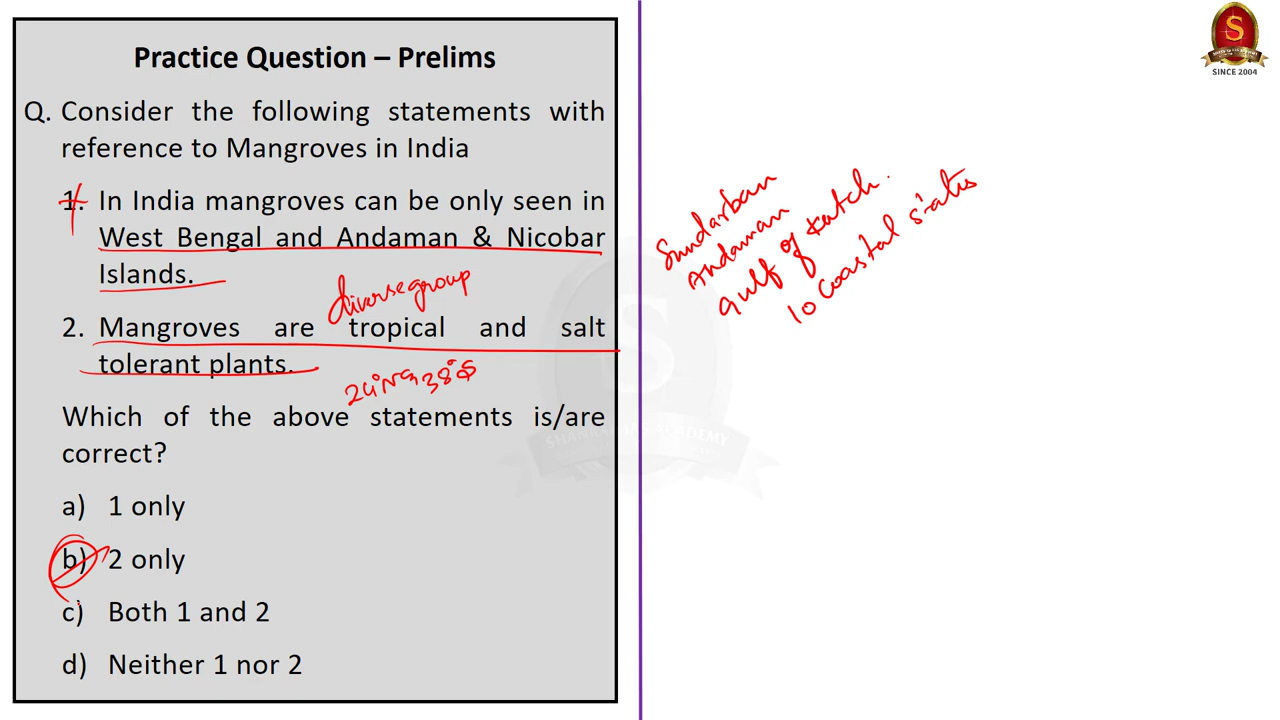 Practice Question – Prelims
Q. Consider the following statements with
reference to Mangroves in India
1. In India mangroves can be only seen in
West Bengal and Andaman & Nicobar
Islands.
diverse group
2. Mangroves are tropical and salt
tolerant plants.
Which of the above statements is/are
correct?
a) 1 only
b) 2 only
c) Both 1 and 2
d) Neither 1 nor 2
Sundarban
Andaman
gulf of katch.
10 coastal states
SINCE 2004